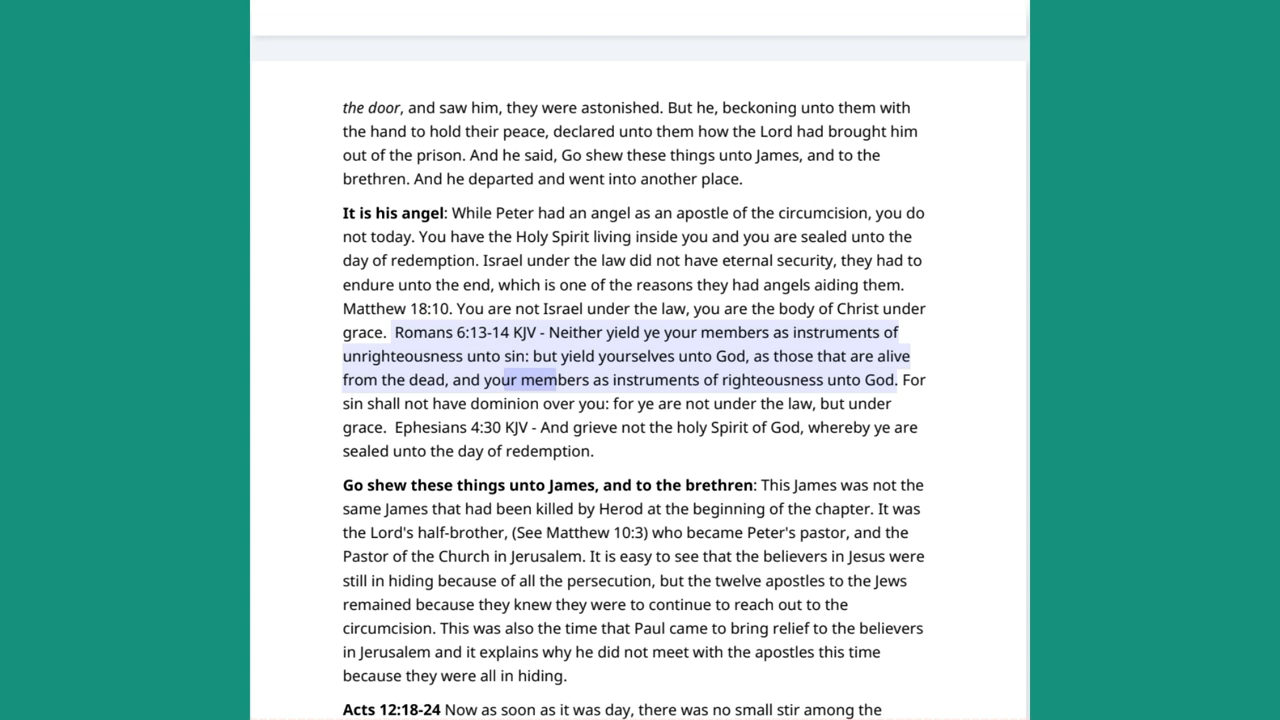 the door, and saw him, they were astonished. But he, beckoning unto them with
the hand to hold their peace, declared unto them how the Lord had brought him
out of the prison. And he said, Go shew these things unto James, and to the
brethren. And he departed and went into another place.
It is his angel: While Peter had an angel as an apostle of the circumcision, you do
not today. You have the Holy Spirit living inside you and you are sealed unto the
day of redemption. Israel under the law did not have eternal security, they had to
endure unto the end, which is one of the reasons they had angels aiding them.
Matthew 18:10. You are not Israel under the law, you are the body of Christ under
grace.  Romans 6:13-14 KJV - Neither yield ye your members as instruments of
unrighteousness unto sin: but yield yourselves unto God, as those that are alive
from the dead, and your members as instruments of righteousness unto God. For
sin shall not have dominion over you: for ye are not under the law, but under
grace.  Ephesians 4:30 KJV - And grieve not the holy Spirit of God, whereby ye are
sealed unto the day of redemption.
Go shew these things unto James, and to the brethren: This James was not the
same James that had been killed by Herod at the beginning of the chapter. It was
the Lord's half-brother, (See Matthew 10:3) who became Peter's pastor, and the
Pastor of the Church in Jerusalem. It is easy to see that the believers in Jesus were
still in hiding because of all the persecution, but the twelve apostles to the Jews
remained because they knew they were to continue to reach out to the
circumcision. This was also the time that Paul came to bring relief to the believers
in Jerusalem and it explains why he did not meet with the apostles this time
because they were all in hiding.
Acts 12:18-24 Now as soon as it was day, there was no small stir among the